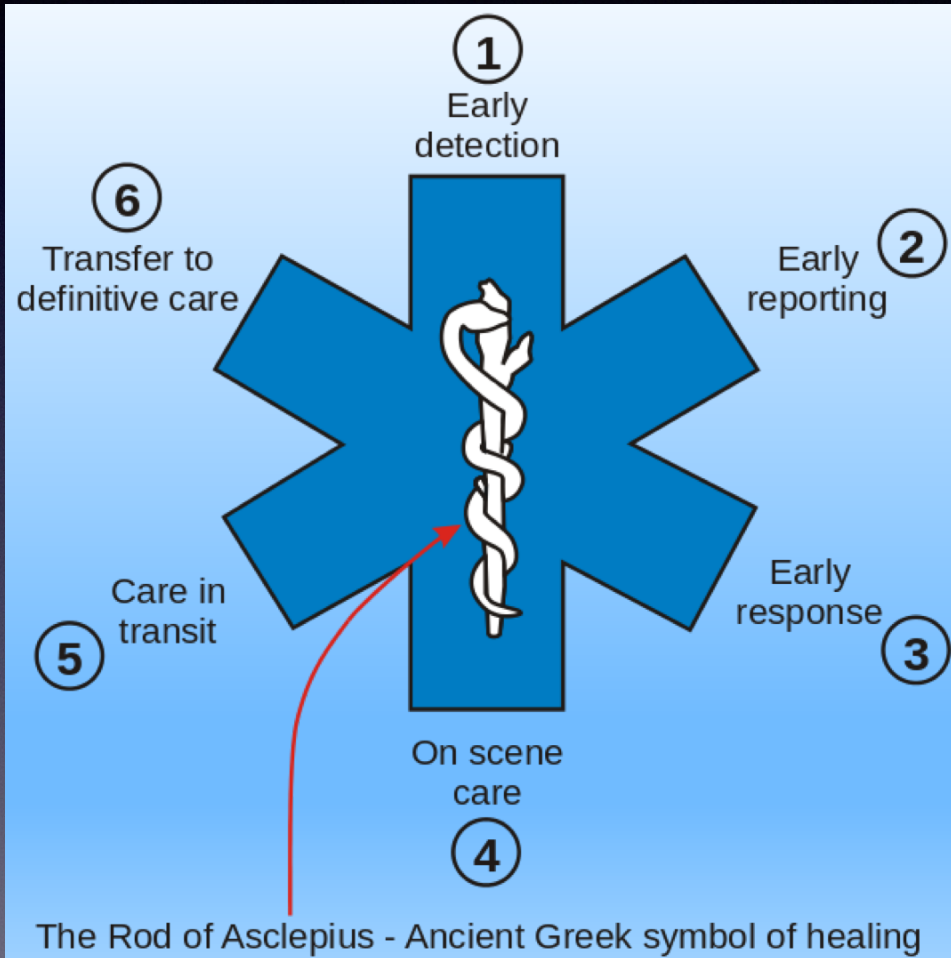 1
Early
detection
2
Early
reporting
3
Early
response
4
On scene
care
5
Care in
transit
6
Transfer to
definitive care
The Rod of Asclepius - Ancient Greek symbol of healing